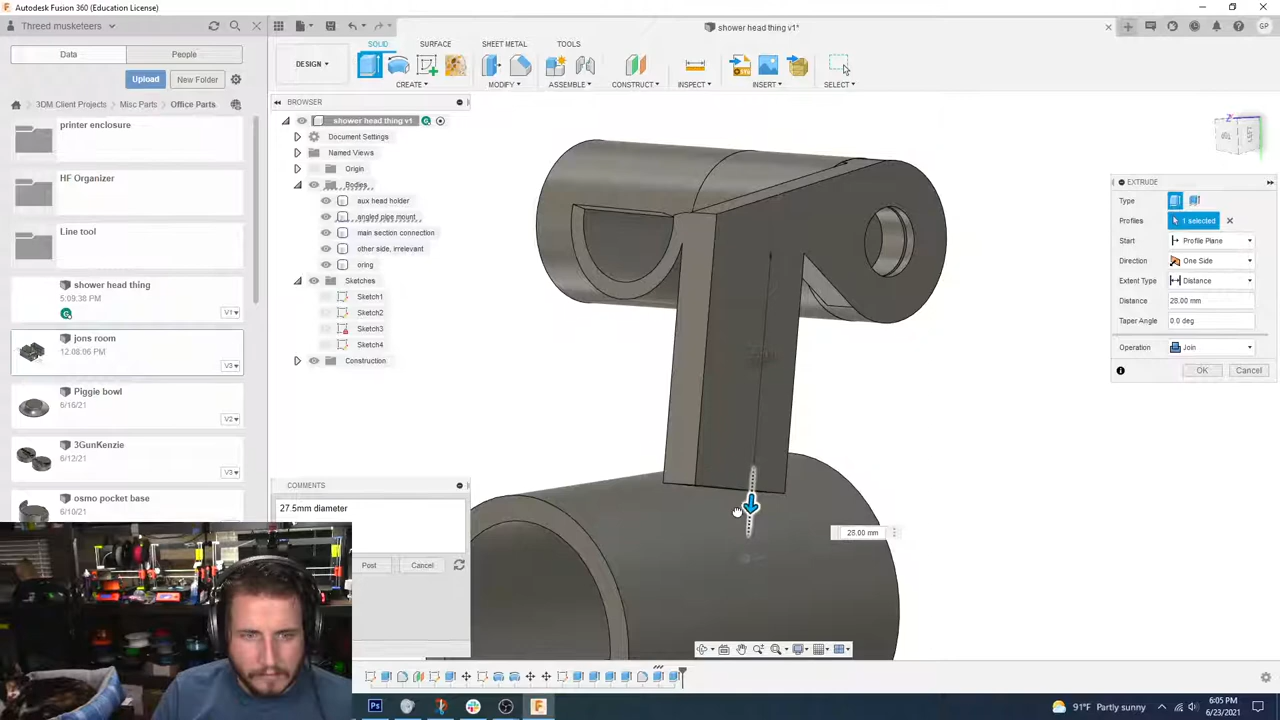 Autodesk Fusion 360 (Education License)
Threed musketeers
shower head thing v1*
GP
Data
People
Upload
New Folder
3DM Client Projects
Misc Parts
Office Parts
printer enclosure
HF Organizer
Line tool
shower head thing
5:09:38 PM
V1
jons room
12:08:06 PM
V3
Piggie bowl
6/16/21
V2
3GunKenzie
6/12/21
V3
osmo pocket base
6/10/21
DESIGN
SOLID
SURFACE
SHEET METAL
TOOLS
CREATE
MODIFY
ASSEMBLE
CONSTRUCT
INSPECT
INSERT
SELECT
BROWSER
shower head thing v1
Document Settings
Named Views
Origin
Bodies
aux head holder
angled pipe mount
main section connection
other side, irrelevant
oring
Sketches
Sketch1
Sketch2
Sketch3
Sketch4
Construction
COMMENTS
27.5mm diameter
Post
Cancel
LEFT
EXTRUDE
Type
Profiles
1 selected
Start
Profile Plane
Direction
One Side
Extent Type
Distance
Distance
28.00 mm
Taper Angle
0.0 deg
Operation
Join
OK
Cancel
28.00 mm
91°F Partly sunny
6:05 PM
6/23/2021